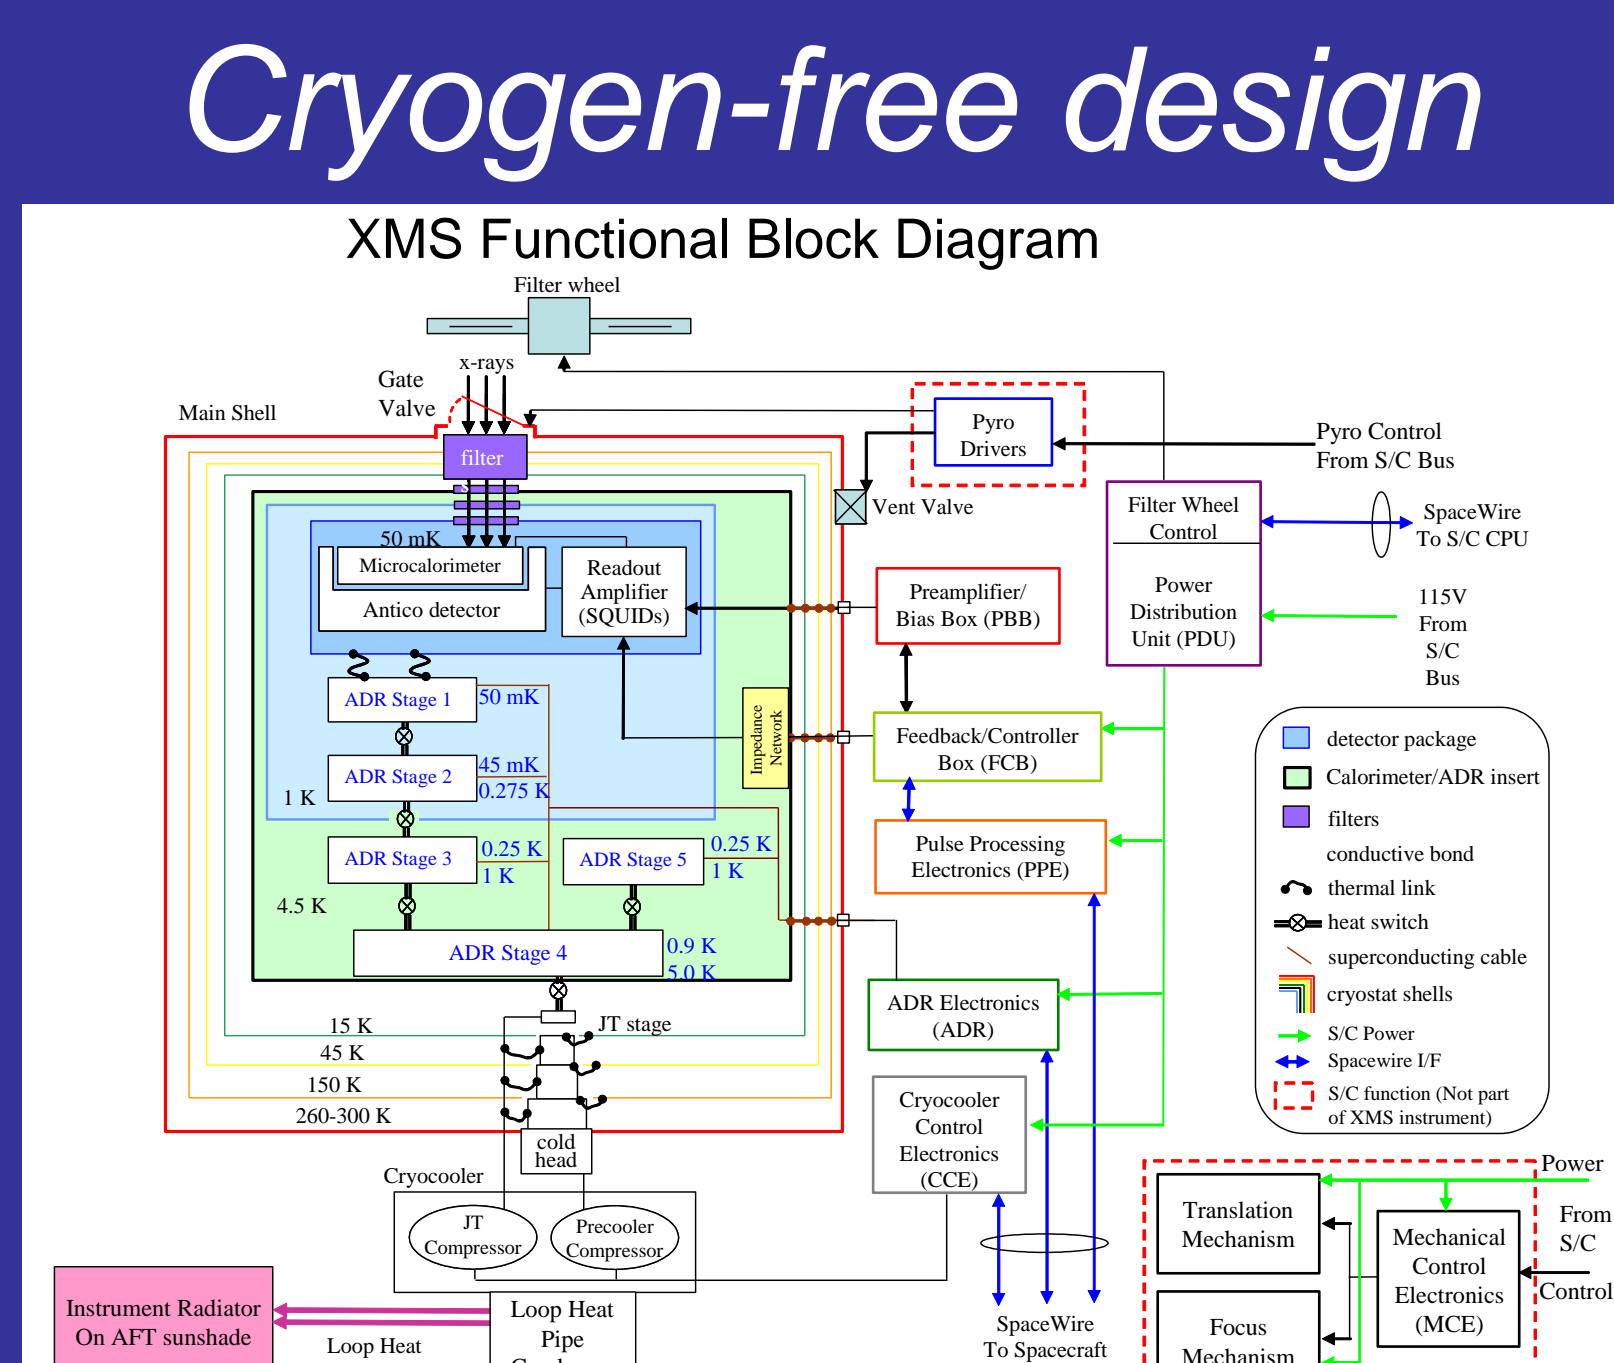 Cryogen-free design
XMS Functional Block Diagram
Filter wheel
x-rays
Gate
Valve
Main Shell
filter
s
Pyro
Drivers
Pyro Control
From S/C Bus
Vent Valve
Filter Wheel
Control
SpaceWire
To S/C CPU
50 mK
Microcalorimeter
Antico detector
Readout
Amplifier
(SQUIDs)
Preamplifier/
Bias Box (PBB)
Power
Distribution
Unit (PDU)
115V
From
S/C
Bus
ADR Stage 1
50 mK
Impedance
Network
Feedback/Controller
Box (FCB)
ADR Stage 2
45 mK
0.275 K
1 K
ADR Stage 3
0.25 K
1 K
ADR Stage 5
0.25 K
1 K
Pulse Processing
Electronics (PPE)
4.5 K
ADR Stage 4
0.9 K
5.0 K
detector package
Calorimeter/ADR insert
filters
conductive bond
thermal link
heat switch
superconducting cable
cryostat shells
S/C Power
Spacewire I/F
S/C function (Not part
of XMS instrument)
ADR Electronics
(ADR)
15 K
JT stage
45 K
150 K
260-300 K
cold
head
Cryocooler
Control
Electronics
(CCE)
Cryocooler
JT
Compressor
Precooler
Compressor
Power
Translation
Mechanism
Mechanical
Control
Electronics
(MCE)
From
S/C
Control
Instrument Radiator
On AFT sunshade
Loop Heat
Loop Heat
Pipe
SpaceWire
To Spacecraft
Focus
Mechanism